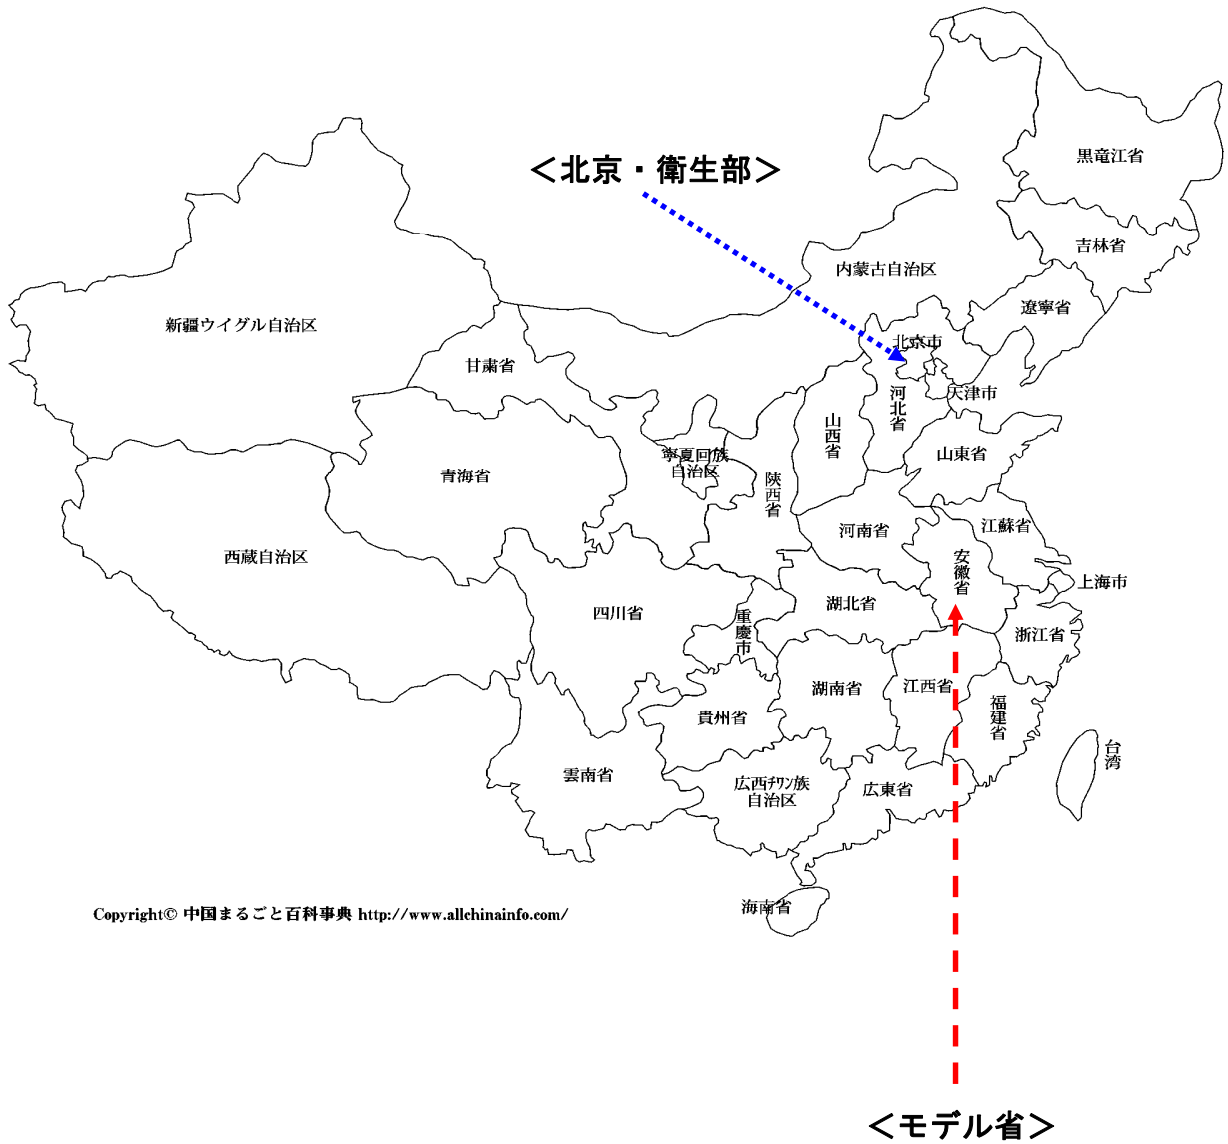 黒竜江省
＜北京・衛生部＞
吉林省
内蒙古自治区
遼寧省
新疆ウイグル自治区
北京市
甘粛省
天津市
河北省
山西省
山東省
寧夏回族
自治区
青海省
陝西省
江蘇省
河南省
西蔵自治区
安徽省
上海市
湖北省
四川省
重慶市
浙江省
湖南省
江西省
福建省
貴州省
台湾
雲南省
広西ﾁﾜﾝ族
自治区
広東省
海南省
Copyright© 中国まるごと百科事典 http://www.allchinainfo.com/
＜モデル省＞